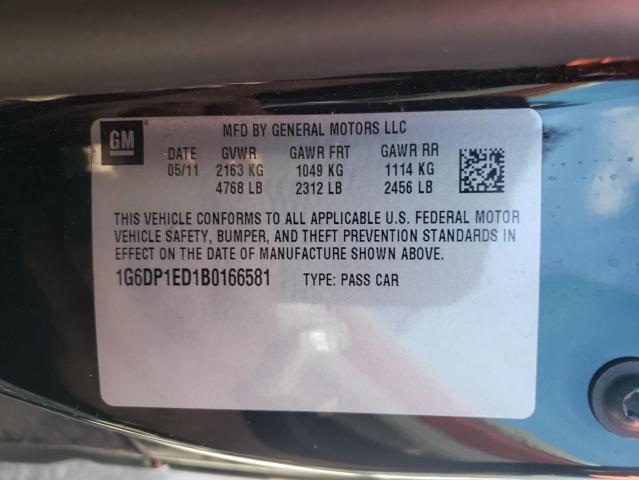 GM
MFD BY GENERAL MOTORS LLC
DATE GVWR GAWR FRT GAWR RR
05/11 2163 KG 1049 KG 1114 KG
4768 LB 2312 LB 2456 LB
THIS VEHICLE CONFORMS TO ALL APPLICABLE U.S. FEDERAL MOTOR
VEHICLE SAFETY, BUMPER, AND THEFT PREVENTION STANDARDS IN
EFFECT ON THE DATE OF MANUFACTURE SHOWN ABOVE.
1G6DP1ED1B0166581 TYPE: PASS CAR